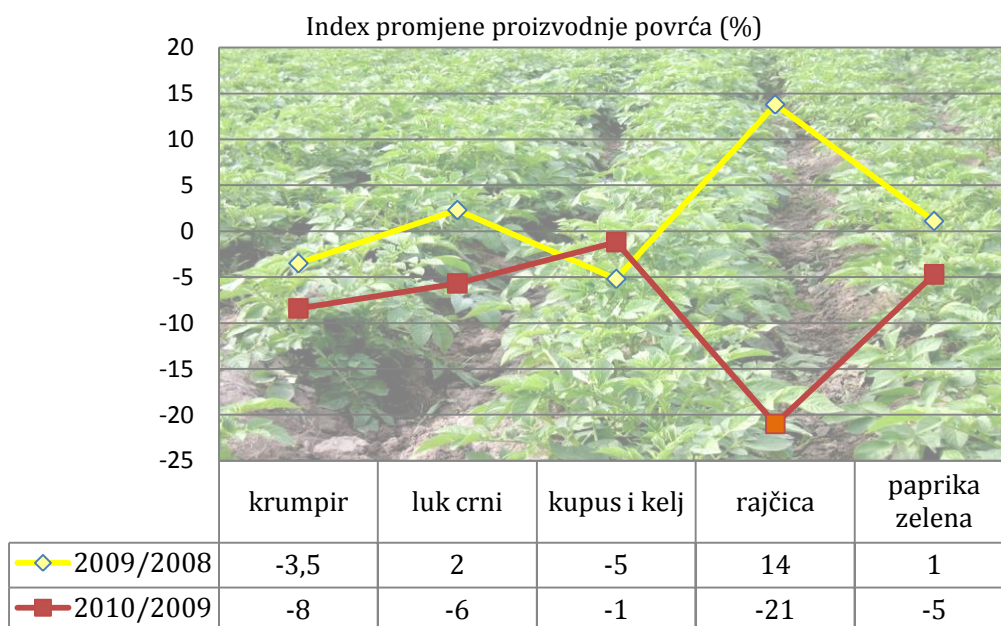 Index promjene proizvodnje povrća (%)
20
15
10
5
0
-5
-10
-15
-20
-25
krumpir luk crni kupus i kelj rajčica paprika zelena
2009/2008 -3,5 2 -5 14 1
2010/2009 -8 -6 -1 -21 -5